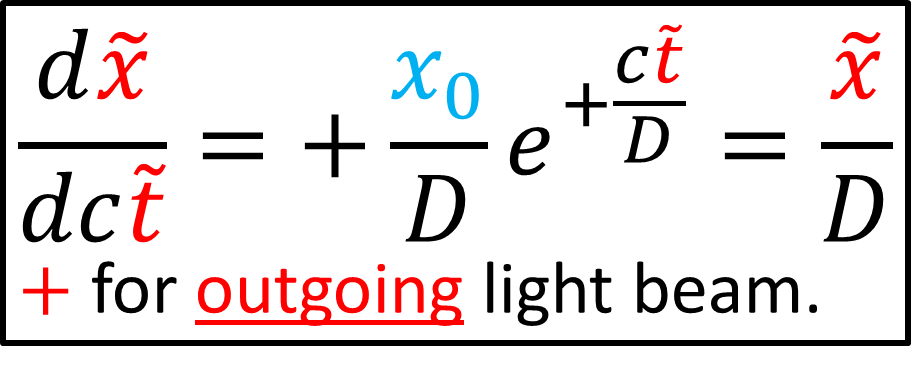 dx̃/dct̃ = + x₀/D e^(+ct̃/D) = x̃/D
+ for outgoing light beam.